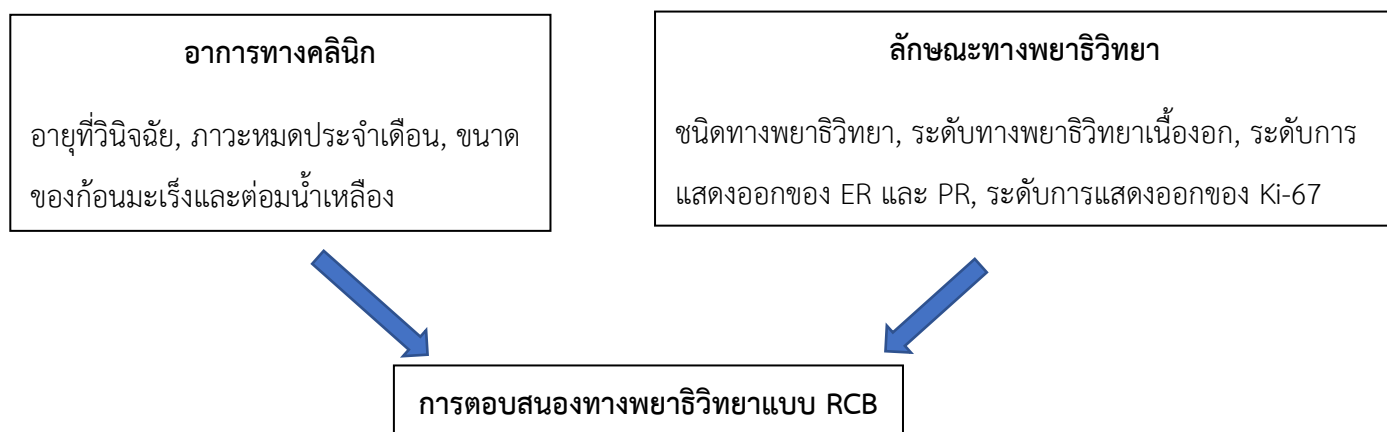 อาการทางคลินิก
อายุที่วินิจฉัย, ภาวะหมดประจำเดือน, ขนาด
ของก้อนมะเร็งและต่อมน้ำเหลือง
ลักษณะทางพยาธิวิทยา
ชนิดทางพยาธิวิทยา, ระดับทางพยาธิวิทยาเนื้องอก, ระดับการ
แสดงออกของ ER และ PR, ระดับการแสดงออกของ Ki-67
การตอบสนองทางพยาธิวิทยาแบบ RCB